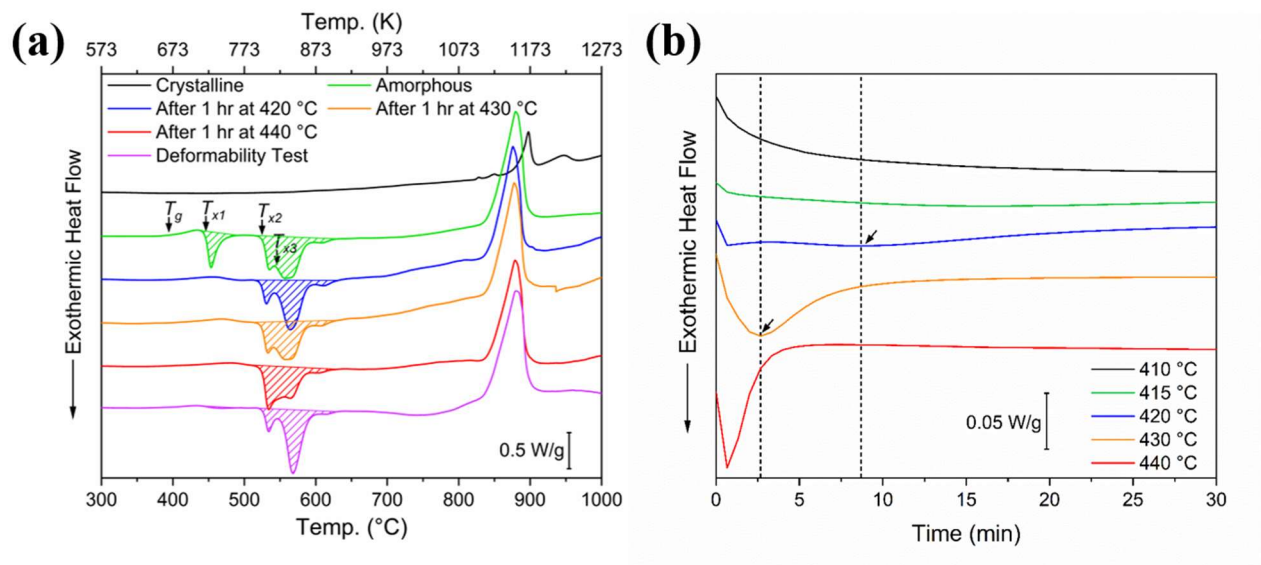 (a)
Temp. (K)
573 673 773 873 973 1073 1173 1273
Crystalline
Amorphous
After 1 hr at 420 °C
After 1 hr at 430 °C
After 1 hr at 440 °C
Deformability Test
Tg
Tx1
Tx2
Tx3
Exothermic Heat Flow
0.5 W/g
300 400 500 600 700 800 900 1000
Temp. (°C)
(b)
Exothermic Heat Flow
0.05 W/g
410 °C
415 °C
420 °C
430 °C
440 °C
0 5 10 15 20 25 30
Time (min)